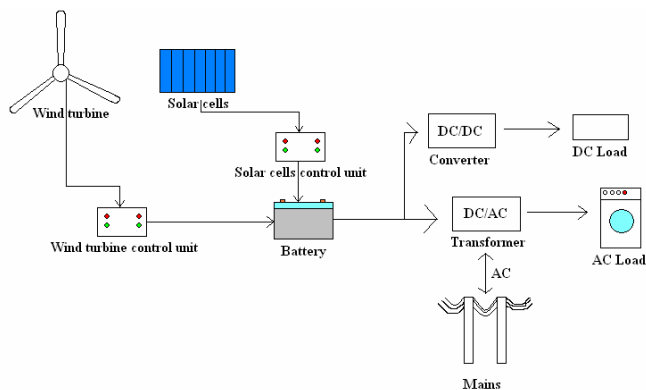 Wind turbine
Solar cells
Solar cells control unit
Wind turbine control unit
Battery
DC/DC
Converter
DC Load
DC/AC
Transformer
AC Load
AC
Mains